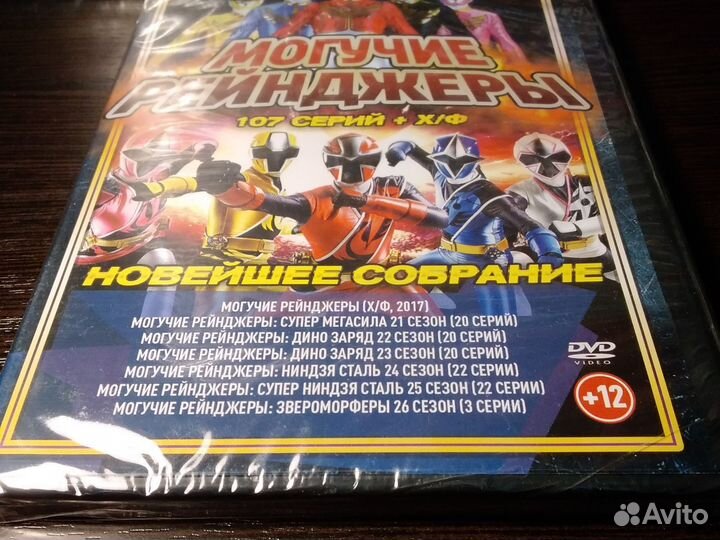 МОГУЧИЕ
РЕЙНДЖЕРЫ
107 СЕРИЙ + Х/Ф
НОВЕЙШЕЕ СОБРАНИЕ
МОГУЧИЕ РЕЙНДЖЕРЫ (Х/Ф, 2017)
МОГУЧИЕ РЕЙНДЖЕРЫ: СУПЕР МЕГАСИЛА 21 СЕЗОН (20 СЕРИЙ)
МОГУЧИЕ РЕЙНДЖЕРЫ: ДИНО ЗАРЯД 22 СЕЗОН (20 СЕРИЙ)
МОГУЧИЕ РЕЙНДЖЕРЫ: ДИНО ЗАРЯД 23 СЕЗОН (20 СЕРИЙ)
МОГУЧИЕ РЕЙНДЖЕРЫ: НИНДЗЯ СТАЛЬ 24 СЕЗОН (22 СЕРИИ)
МОГУЧИЕ РЕЙНДЖЕРЫ: СУПЕР НИНДЗЯ СТАЛЬ 25 СЕЗОН (22 СЕРИИ)
МОГУЧИЕ РЕЙНДЖЕРЫ: ЗВЕРОМОРФЕРЫ 26 СЕЗОН (3 СЕРИИ)
DVD
VIDEO
+12
Avito